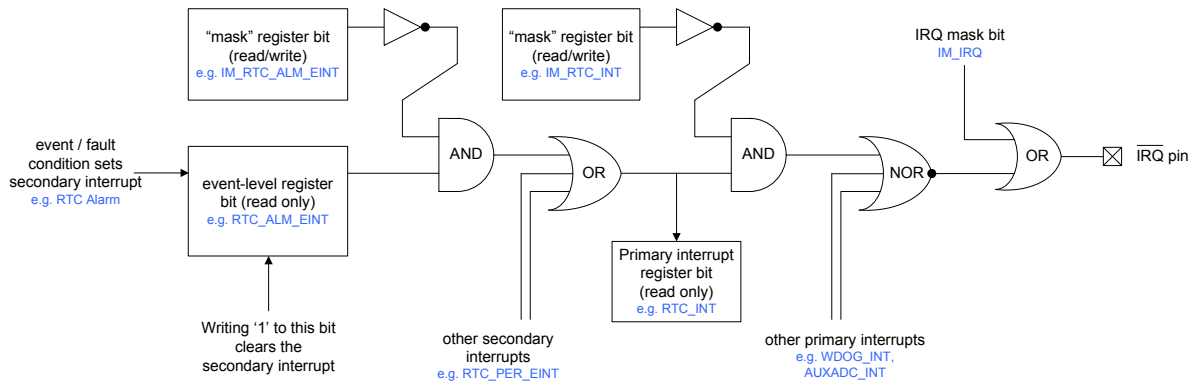 “mask” register bit
(read/write)
e.g. IM_RTC_ALM_EINT
“mask” register bit
(read/write)
e.g. IM_RTC_INT
IRQ mask bit
IM_IRQ
event / fault
condition sets
secondary interrupt
e.g. RTC Alarm
event-level register
bit (read only)
e.g. RTC_ALM_EINT
AND
OR
AND
NOR
OR
IRQ pin
Primary interrupt
register bit
(read only)
e.g. RTC_INT
Writing ‘1’ to this bit
clears the
secondary interrupt
other secondary
interrupts
e.g. RTC_PER_EINT
other primary interrupts
e.g. WDOG_INT,
AUXADC_INT